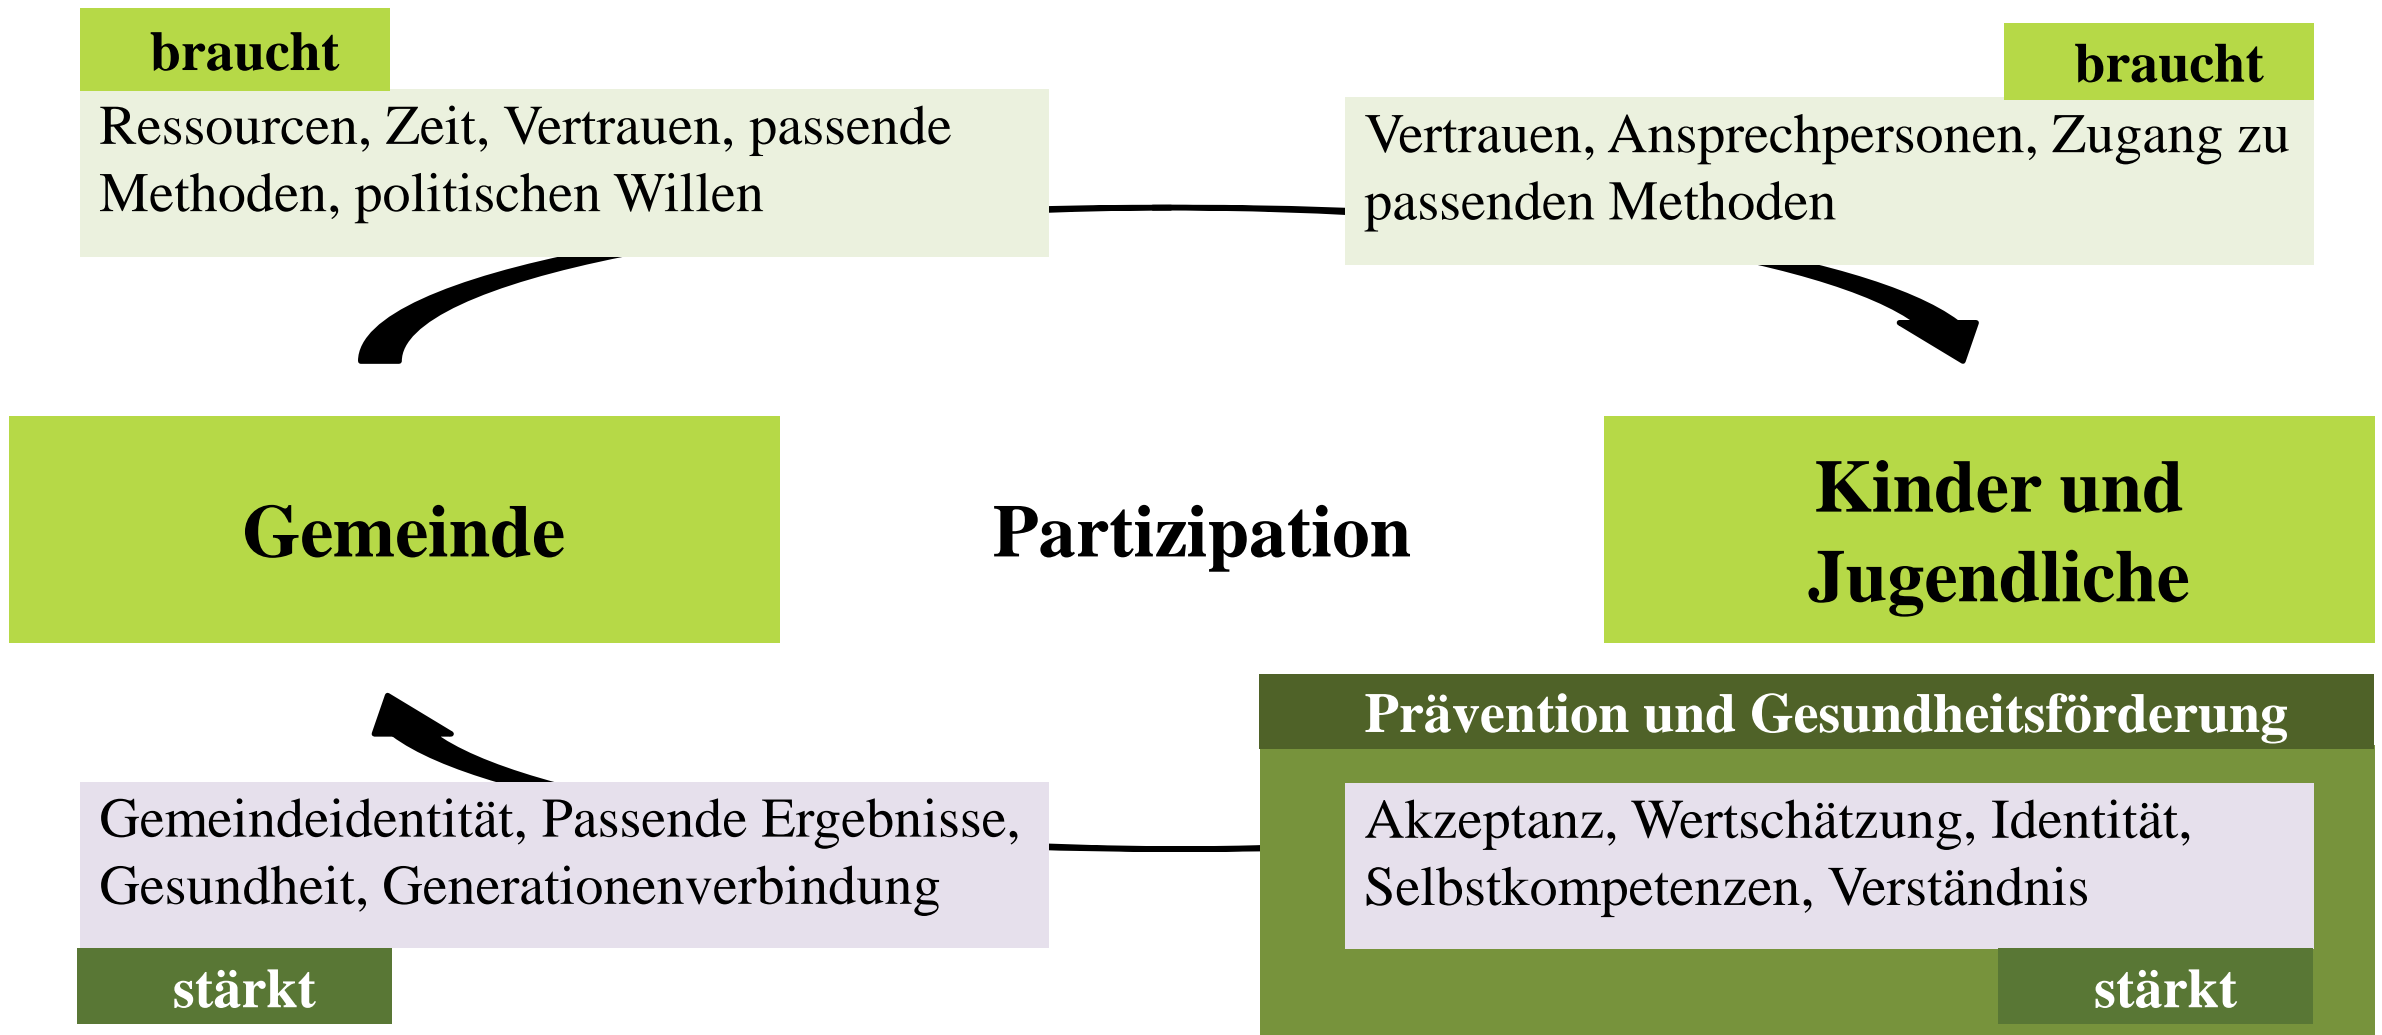 braucht
Ressourcen, Zeit, Vertrauen, passende
Methoden, politischen Willen
braucht
Vertrauen, Ansprechpersonen, Zugang zu
passenden Methoden
Gemeinde
Partizipation
Kinder und
Jugendliche
Gemeindeidentität, Passende Ergebnisse,
Gesundheit, Generationenverbindung
stärkt
Prävention und Gesundheitsförderung
Akzeptanz, Wertschätzung, Identität,
Selbstkompetenzen, Verständnis
stärkt